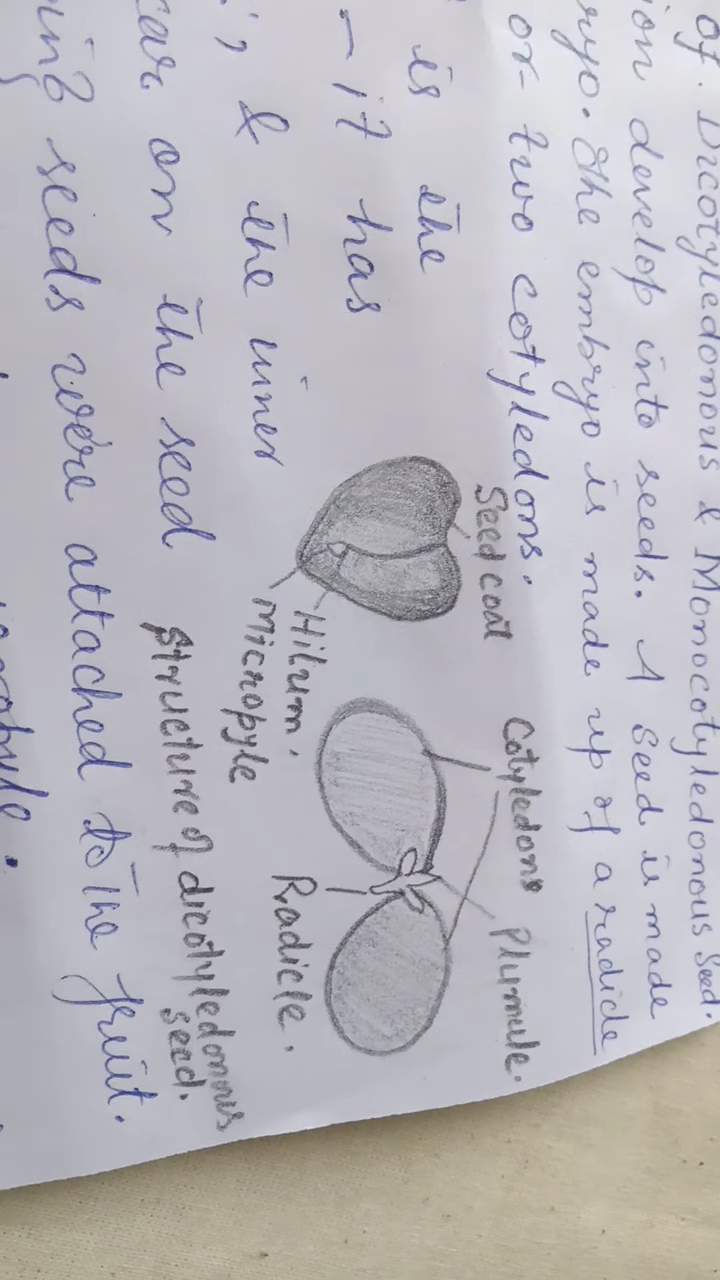 of Dicotyledonous & Monocotyledonous Seed.
ion develop into seeds. A Seed is made
ryo. The embryo is made up of a radicle
or two cotyledons.
is the
- it has
; & the inner
car on the seed
seeds were attached to the fruit.
Seed coat
Hilum.
Micropyle
Cotyledons
Plumule.
Radicle.
Structure of dicotyledonous
seed.